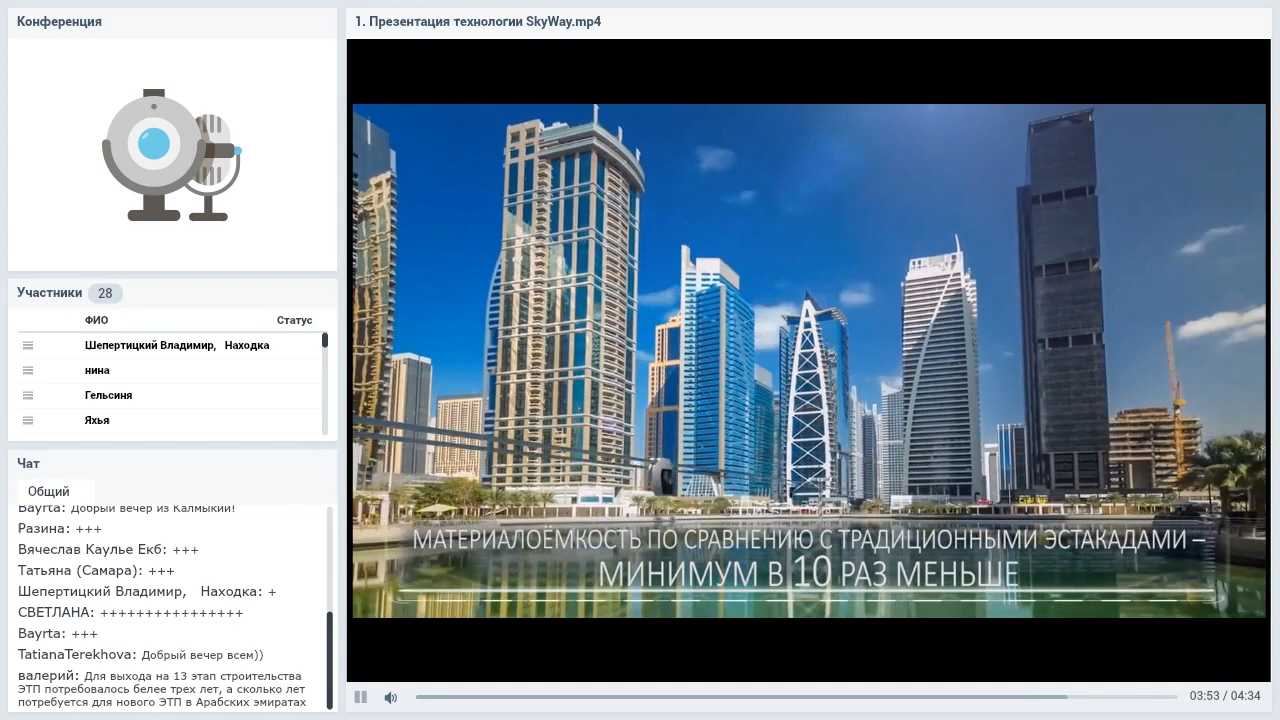 Конференция
1. Презентация технологии SkyWay.mp4
Участники 28
ФИО Статус
Шепертицкий Владимир, Находка
нина
Гельсиня
Яхья
Чат
Общий
Bayrta: Добрый вечер из Калмыкии!
Разина: +++
Вячеслав Каулье Екб: +++
Татьяна (Самара): +++
Шепертицкий Владимир, Находка: +
СВЕТЛАНА: ++++++++++++++++
Bayrta: +++
TatianaTerekhova: Добрый вечер всем))
валерий: Для выхода на 13 этап строительства
ЭТП потребовалось более трех лет, а сколько лет
потребуется для нового ЭТП в Арабских эмиратах
МАТЕРИАЛОЁМКОСТЬ ПО СРАВНЕНИЮ С ТРАДИЦИОННЫМИ ЭСТАКАДАМИ –
МИНИМУМ В 10 РАЗ МЕНЬШЕ
03:53 / 04:34